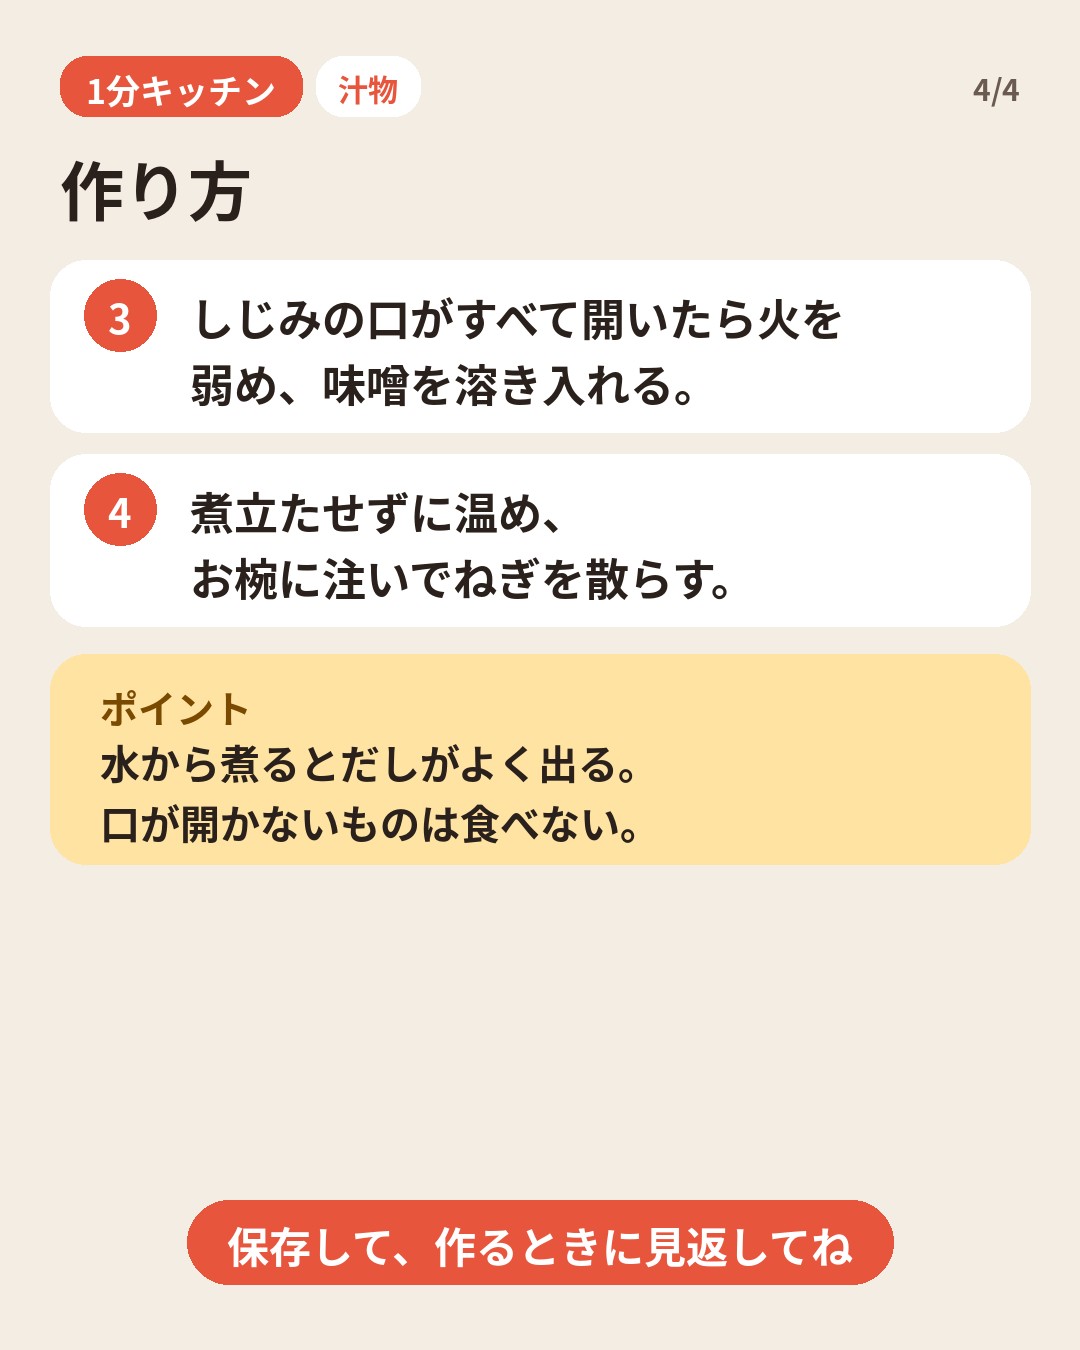 1分キッチン 汁物 4/4
作り方
3 しじみの口がすべて開いたら火を
弱め、味噌を溶き入れる。
4 煮立たせずに温め、
お椀に注いでねぎを散らす。
ポイント
水から煮るとだしがよく出る。
口が開かないものは食べない。
保存して、作るときに見返してね